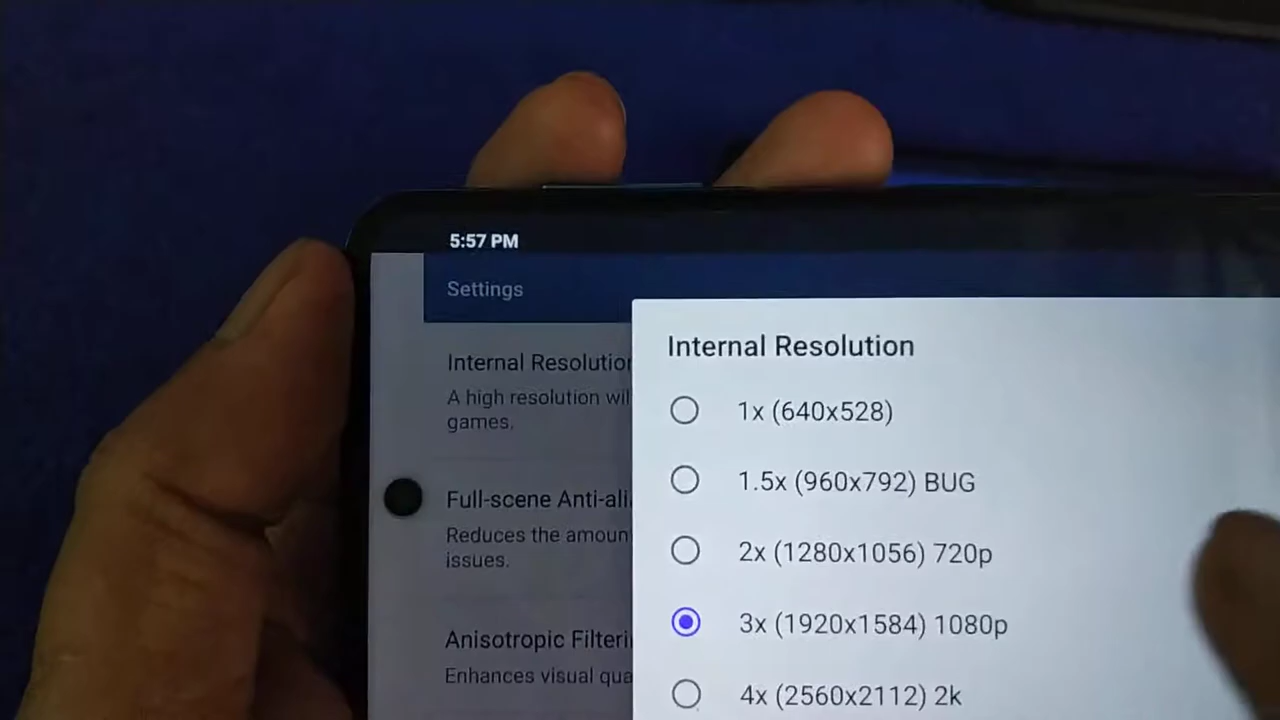 5:57 PM
Settings
Internal Resolution
A high resolution wil
games.
Full-scene Anti-ali
Reduces the amoun
issues.
Anisotropic Filteri
Enhances visual qua
Internal Resolution
1x (640x528)
1.5x (960x792) BUG
2x (1280x1056) 720p
3x (1920x1584) 1080p
4x (2560x2112) 2k